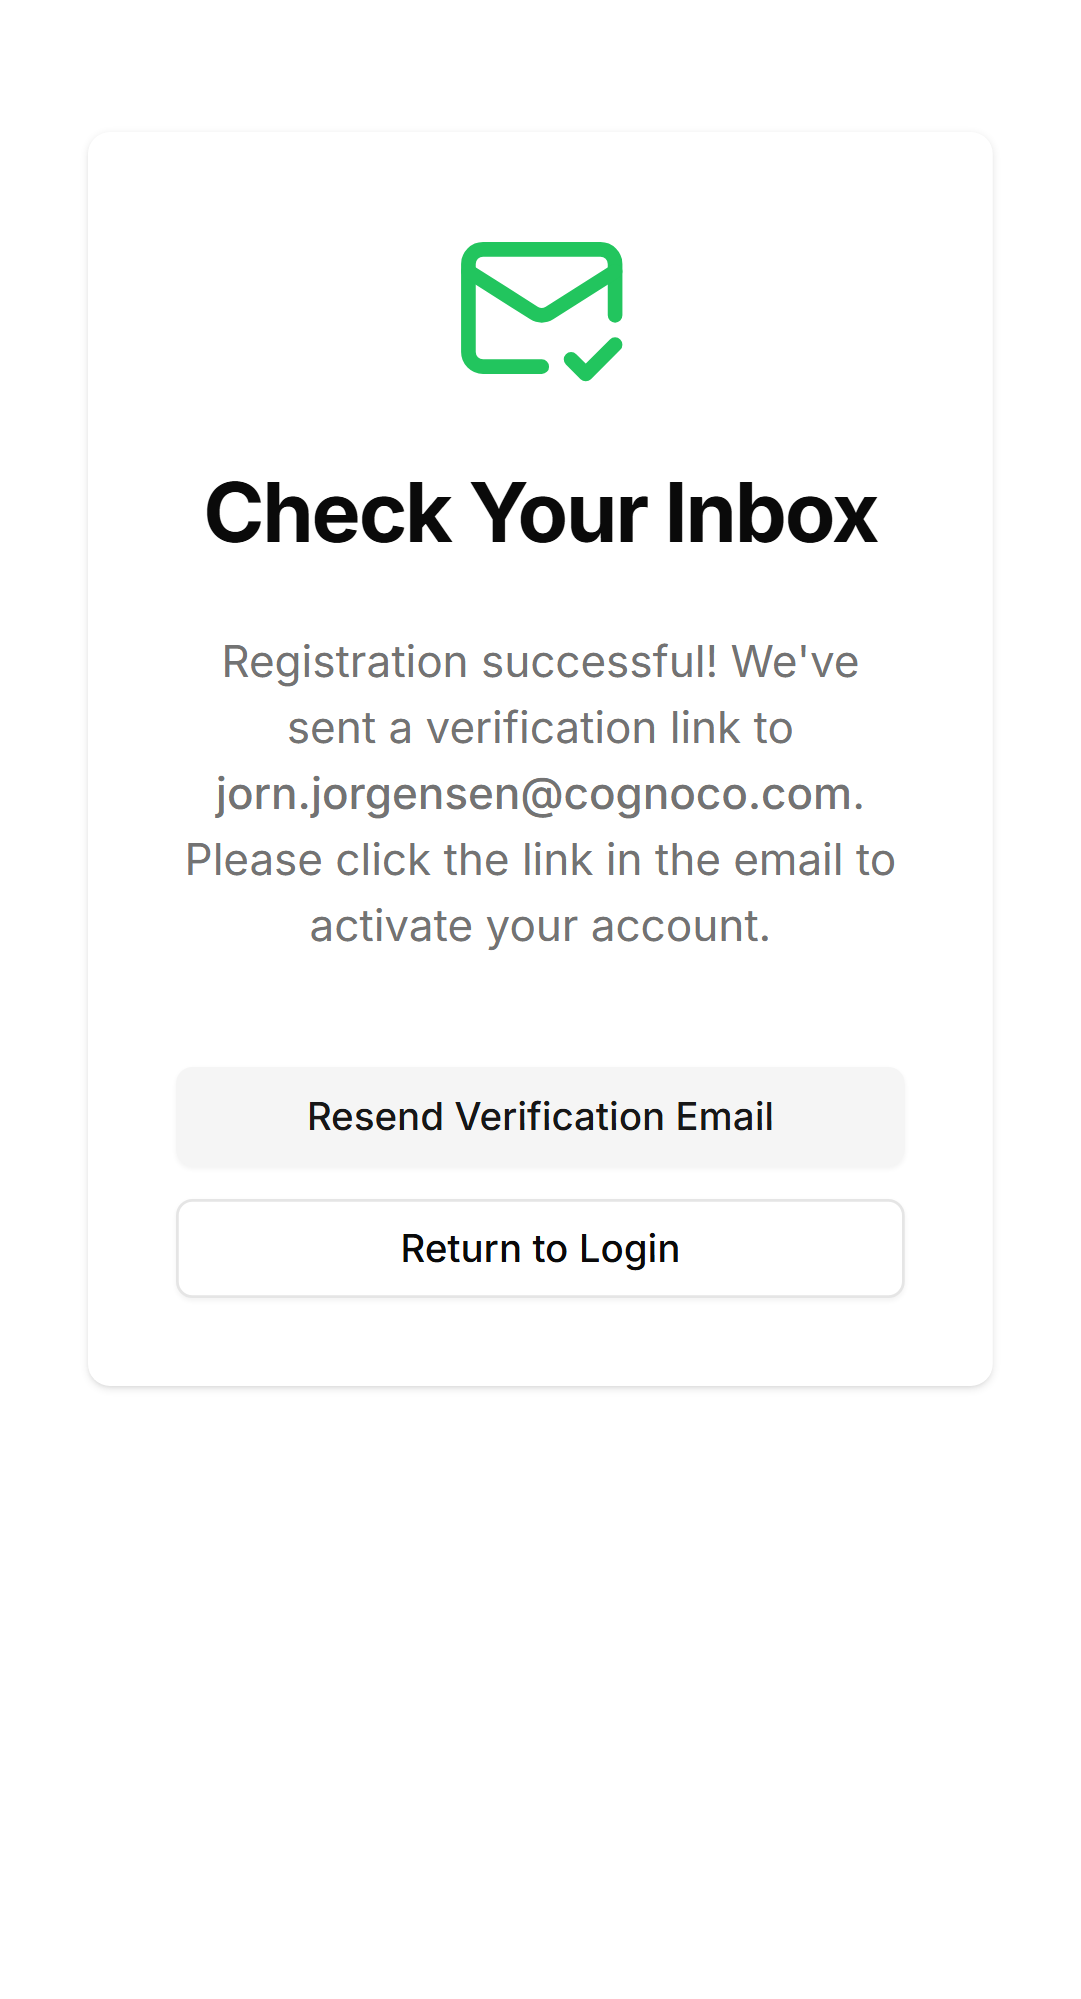 Check Your Inbox
Registration successful! We've
sent a verification link to
jorn.jorgensen@cognoco.com.
Please click the link in the email to
activate your account.
Resend Verification Email
Return to Login